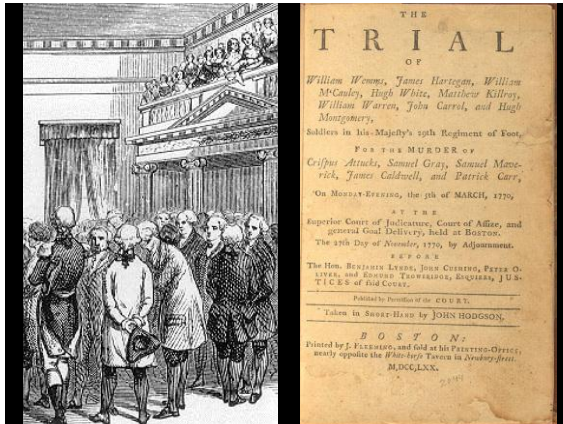 THE
TRIAL
OF
William Wemms, James Hartegan, William
M'Cauley, Hugh White, Matthew Killroy,
William Warren, John Carrol, and Hugh
Montgomery,
Soldiers in his Majesty's 29th Regiment of Foot,
FOR THE MURDER OF
Crispus Attucks, Samuel Gray, Samuel Mave-
rick, James Caldwell, and Patrick Carr,
On MONDAY-EVENING, the 5th of MARCH, 1770,
AT THE
Superior Court of Judicature, Court of Assize, and
general Goal Delivery, held at BOSTON.
The 27th Day of November, 1770, by Adjournment.
BEFORE
The Hon. BENJAMIN LYNDE, JOHN CUSHING, PETER O-
LIVER, and EDMUND TROWBRIDGE, ESQUIRES, JUS-
TICES of said COURT.
Published by Permission of the COURT.
Taken in SHORT-HAND by JOHN HODGSON.
BOSTON:
Printed by J. FLEEMING, and sold at his PRINTING-OFFICE,
nearly opposite the White-horse Tavern in Newbury-street.
M,DCC,LXX.